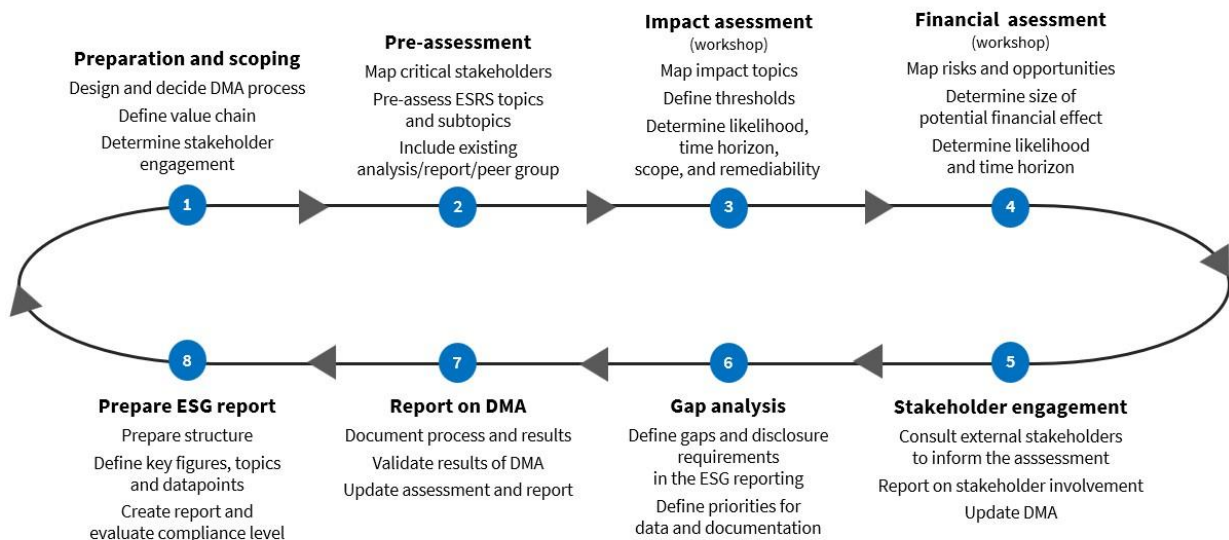 Preparation and scoping
Design and decide DMA process
Define value chain
Determine stakeholder
engagement
1
Pre-assessment
Map critical stakeholders
Pre-assess ESRS topics
and subtopics
Include existing
analysis/report/peer group
2
Impact asessment
(workshop)
Map impact topics
Define thresholds
Determine likelihood,
time horizon,
scope, and remediability
3
Financial  asessment
(workshop)
Map risks and opportunities
Determine size of
potential financial effect
Determine likelihood
and time horizon
4
5
Stakeholder engagement
Consult external stakeholders
to inform the asssessment
Report on stakeholder involvement
Update DMA
6
Gap analysis
Define gaps and disclosure
requirements
in the ESG reporting
Define priorities for
data and documentation
7
Report on DMA
Document process and results
Validate results of DMA
Update assessment and report
8
Prepare ESG report
Prepare structure
Define key figures, topics
and datapoints
Create report and
evaluate compliance level